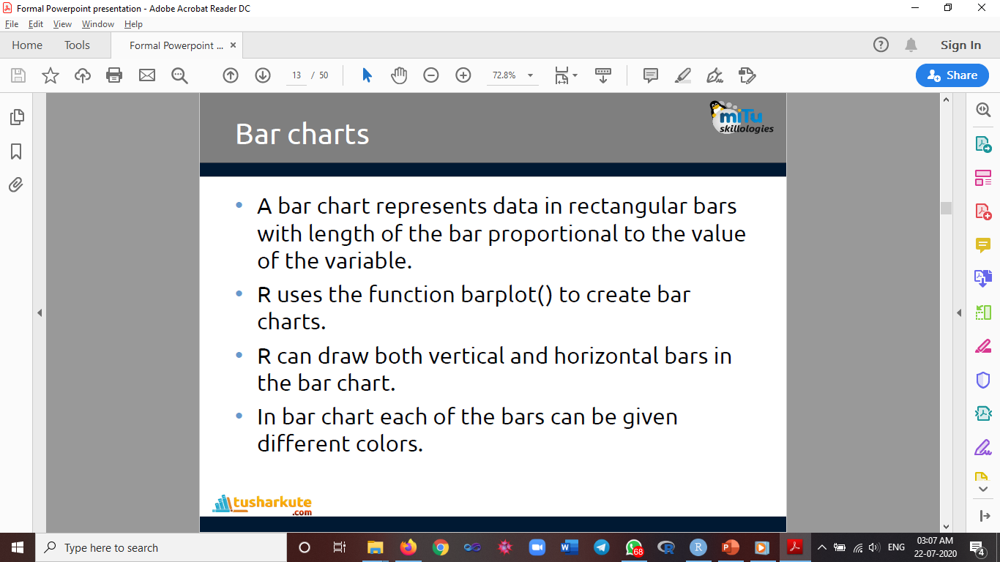 Formal Powerpoint presentation - Adobe Acrobat Reader DC
File Edit View Window Help
Home Tools Formal Powerpoint ... × Sign In
13 / 50 72.8% Share
miTu
skillologies
Bar charts
• A bar chart represents data in rectangular bars
with length of the bar proportional to the value
of the variable.
• R uses the function barplot() to create bar
charts.
• R can draw both vertical and horizontal bars in
the bar chart.
• In bar chart each of the bars can be given
different colors.
tusharkute
.com
Type here to search 68 ENG 03:07 AM
22-07-2020 4